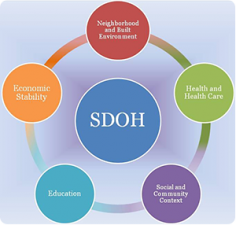 Neighborhood
and Built
Environment
Economic
Stability
Health and
Health Care
SDOH
Education
Social and
Community
Context